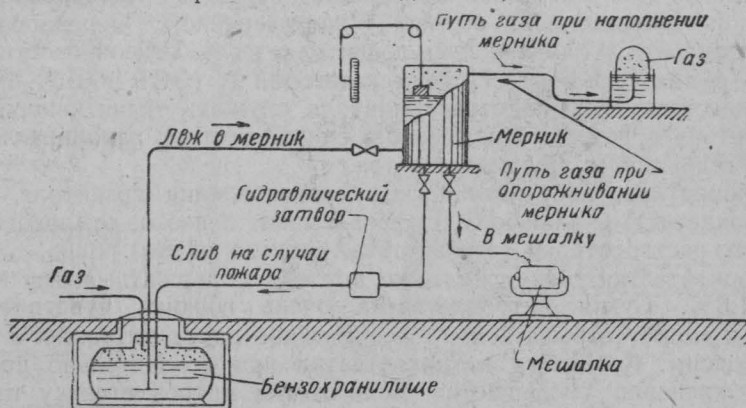 Путь газа при наполнении
мерника
Газ
ЛВЖ в мерник
Мерник
Путь газа при
опоражнивании
мерника
Гидравлический
затвор
В мешалку
Слив на случай
пожара
Газ
Мешалка
Бензохранилище